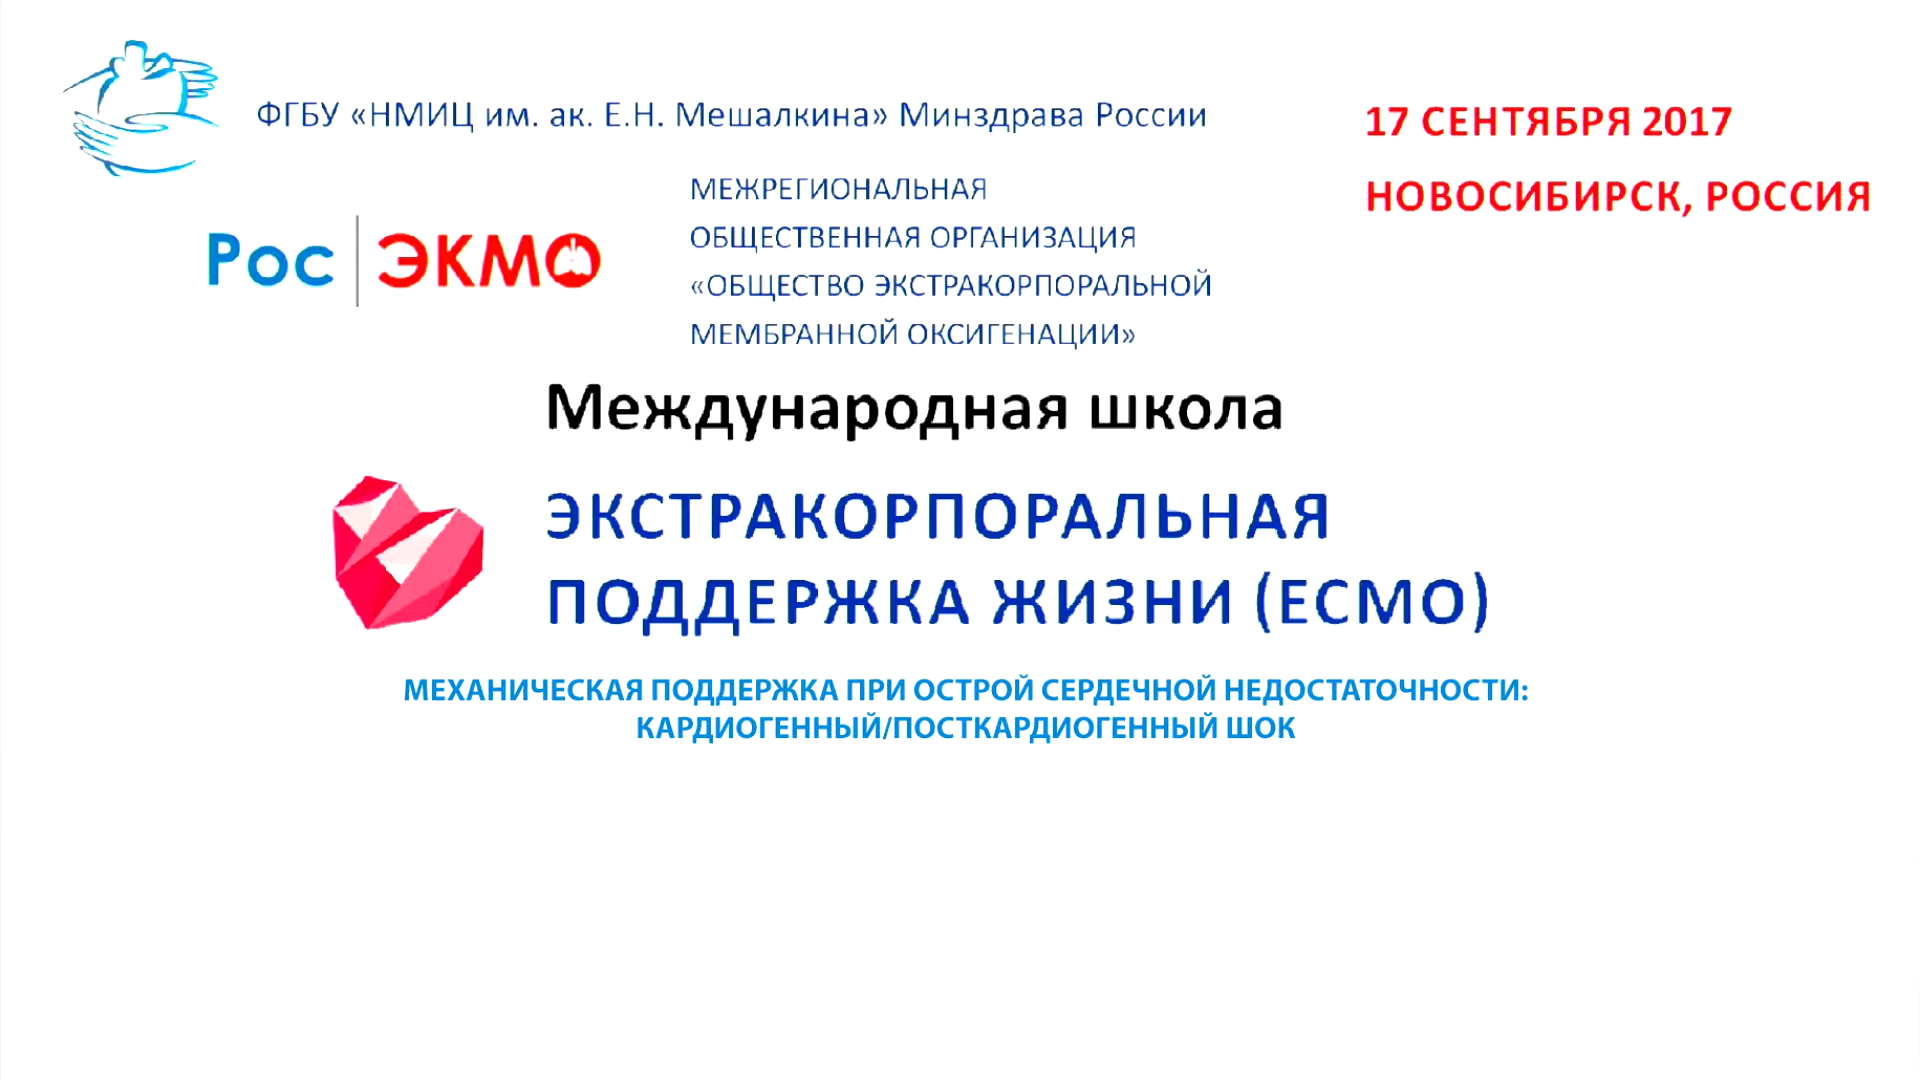 ФГБУ «НМИЦ им. ак. Е.Н. Мешалкина» Минздрава России
17 СЕНТЯБРЯ 2017
НОВОСИБИРСК, РОССИЯ
Рос ЭКМО
МЕЖРЕГИОНАЛЬНАЯ
ОБЩЕСТВЕННАЯ ОРГАНИЗАЦИЯ
«ОБЩЕСТВО ЭКСТРАКОРПОРАЛЬНОЙ
МЕМБРАННОЙ ОКСИГЕНАЦИИ»
Международная школа
ЭКСТРАКОРПОРАЛЬНАЯ
ПОДДЕРЖКА ЖИЗНИ (ECMO)
МЕХАНИЧЕСКАЯ ПОДДЕРЖКА ПРИ ОСТРОЙ СЕРДЕЧНОЙ НЕДОСТАТОЧНОСТИ:
КАРДИОГЕННЫЙ/ПОСТКАРДИОГЕННЫЙ ШОК